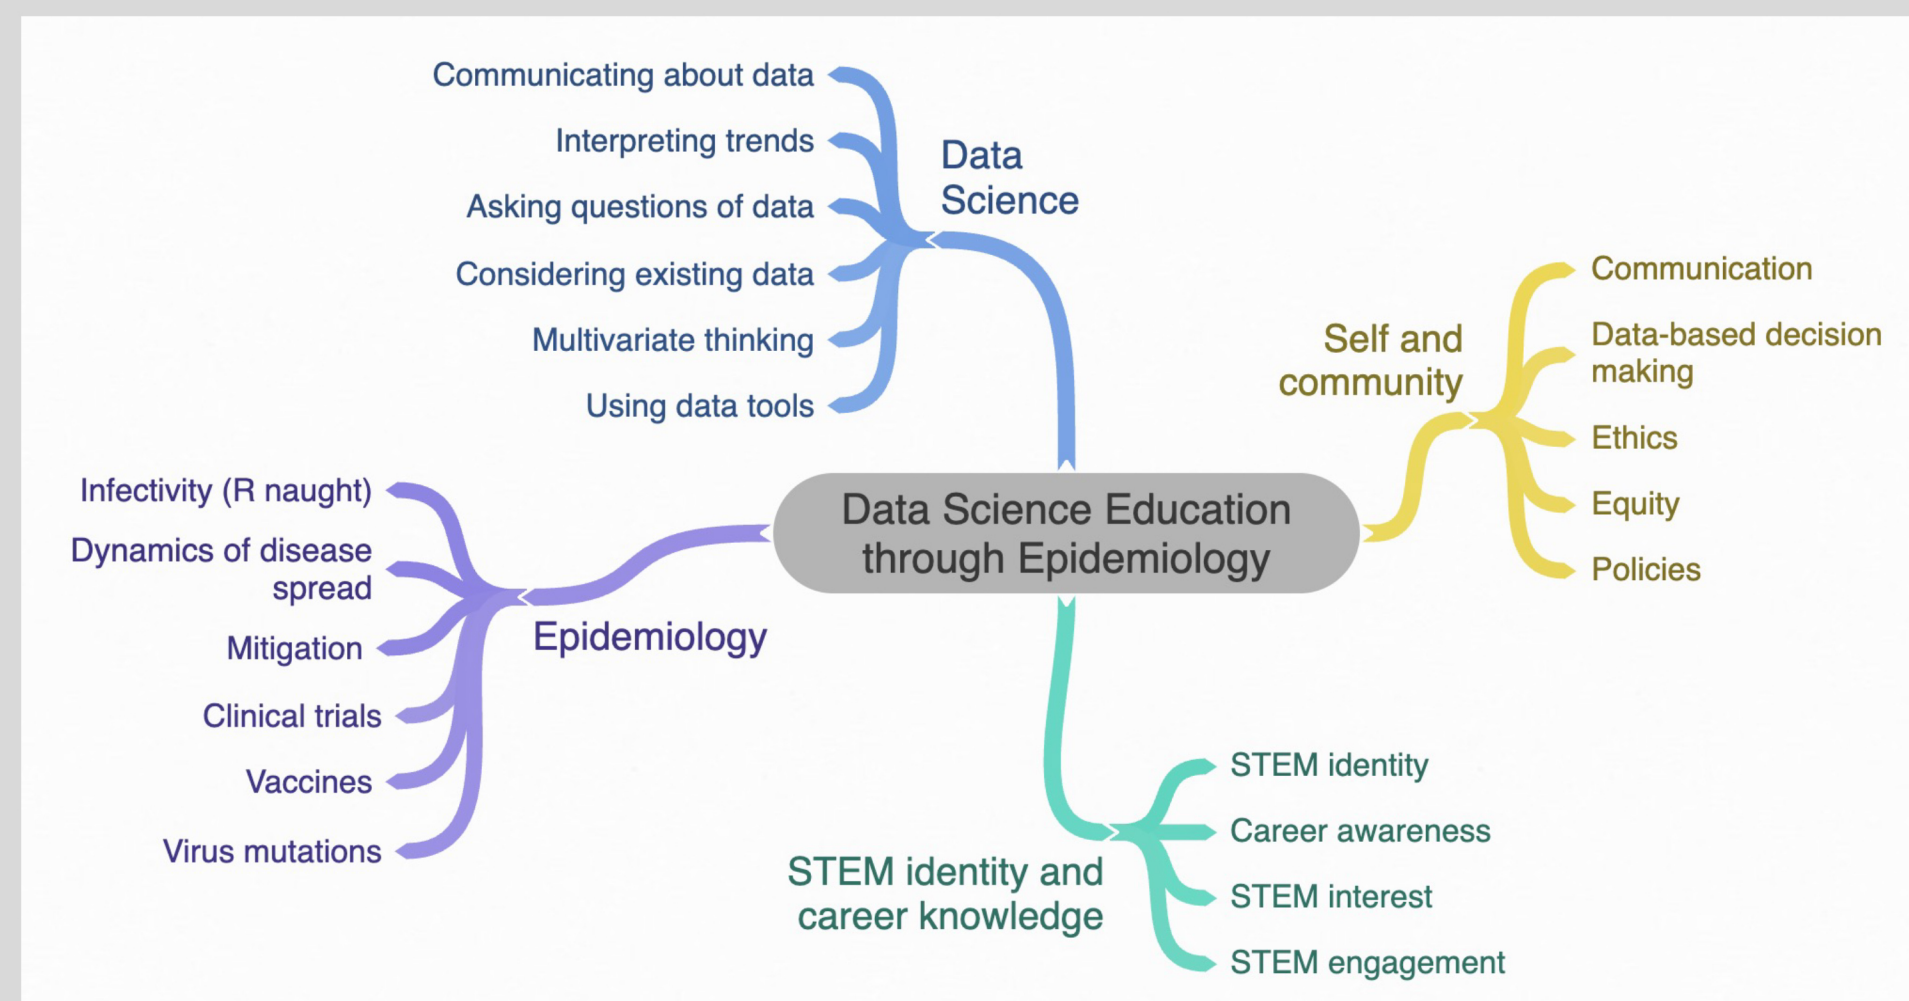 Communicating about data
Interpreting trends
Asking questions of data
Considering existing data
Multivariate thinking
Using data tools
Data
Science
Self and
community
Communication
Data-based decision
making
Ethics
Equity
Policies
Data Science Education
through Epidemiology
Infectivity (R naught)
Dynamics of disease
spread
Mitigation
Clinical trials
Vaccines
Virus mutations
Epidemiology
STEM identity and
career knowledge
STEM identity
Career awareness
STEM interest
STEM engagement